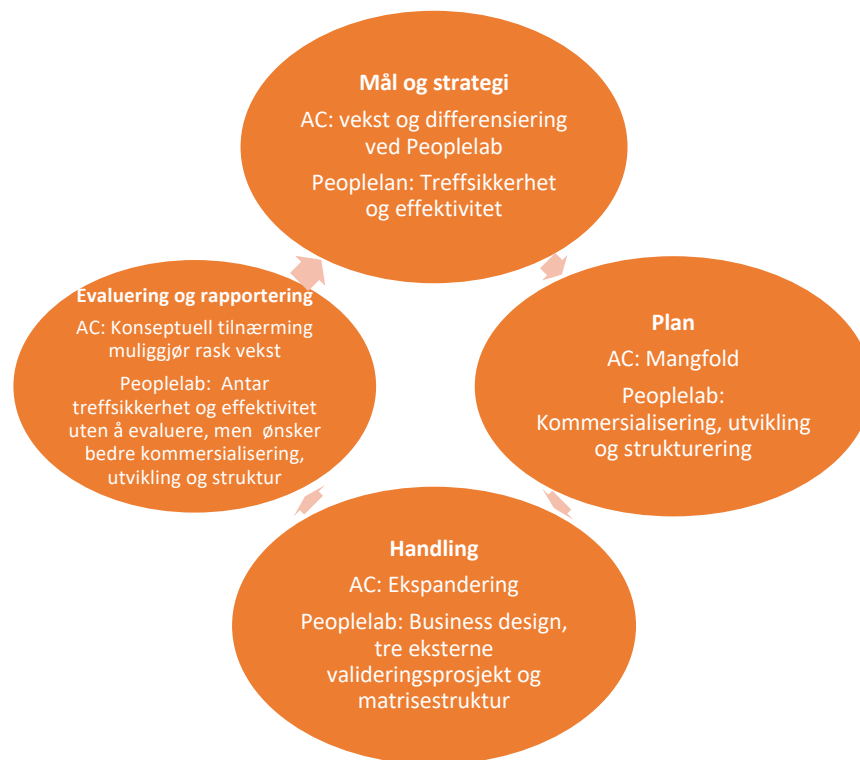 Mål og strategi
AC: vekst og differensiering
ved Peoplelab
Peoplelan: Treffsikkerhet
og effektivitet
Plan
AC: Mangfold
Peoplelab:
Kommersialisering, utvikling
og strukturering
Handling
AC: Ekspandering
Peoplelab: Business design,
tre eksterne
valideringsprosjekt og
matrisestruktur
Evaluering og rapportering
AC: Konseptuell tilnærming
muliggjør rask vekst
Peoplelab: Antar
treffsikkerhet og effektivitet
uten å evaluere, men ønsker
bedre kommersialisering,
utvikling og struktur